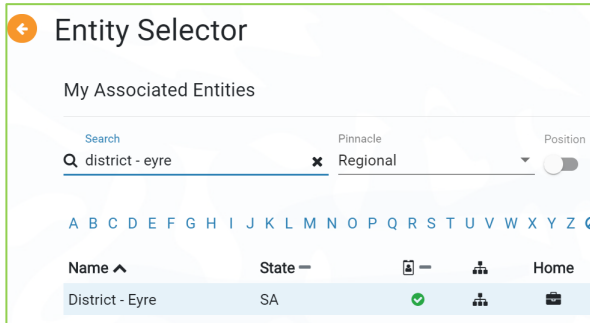 Entity Selector
My Associated Entities
Search Pinnacle Position
district - eyre Regional
A B C D E F G H I J K L M N O P Q R S T U V W X Y Z
Name State Home
District - Eyre SA